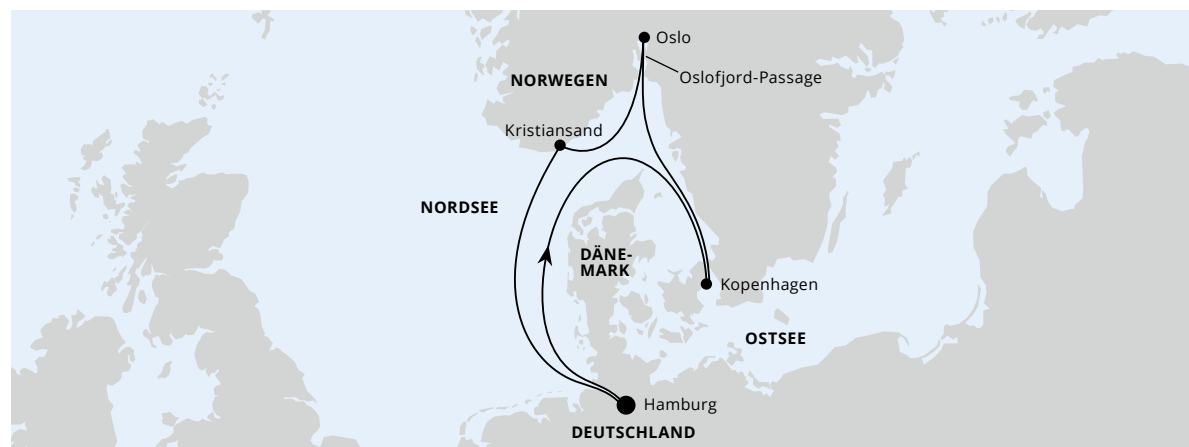 Oslo
Oslofjord-Passage
NORWEGEN
Kristiansand
NORDSEE
DÄNE-
MARK
Kopenhagen
OSTSEE
Hamburg
DEUTSCHLAND